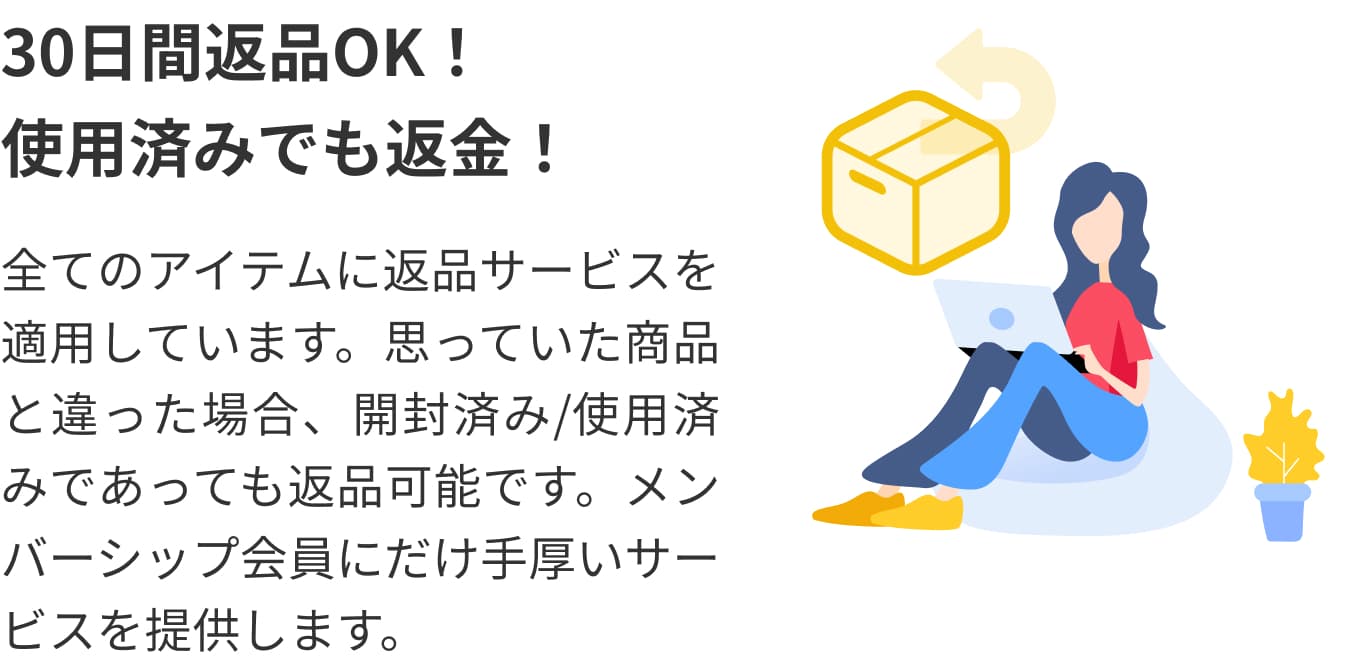 30日間返品OK！
使用済みでも返金！
全てのアイテムに返品サービスを
適用しています。思っていた商品
と違った場合、開封済み/使用済
みであっても返品可能です。メン
バーシップ会員にだけ手厚いサー
ビスを提供します。